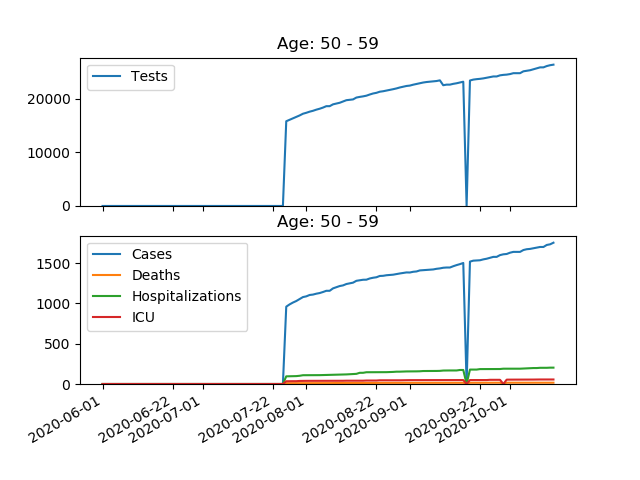 Age: 50 - 59
Tests
20000
10000
0
Age: 50 - 59
Cases
Deaths
Hospitalizations
ICU
1500
1000
500
0
2020-06-01
2020-06-22
2020-07-01
2020-07-22
2020-08-01
2020-08-22
2020-09-01
2020-09-22
2020-10-01